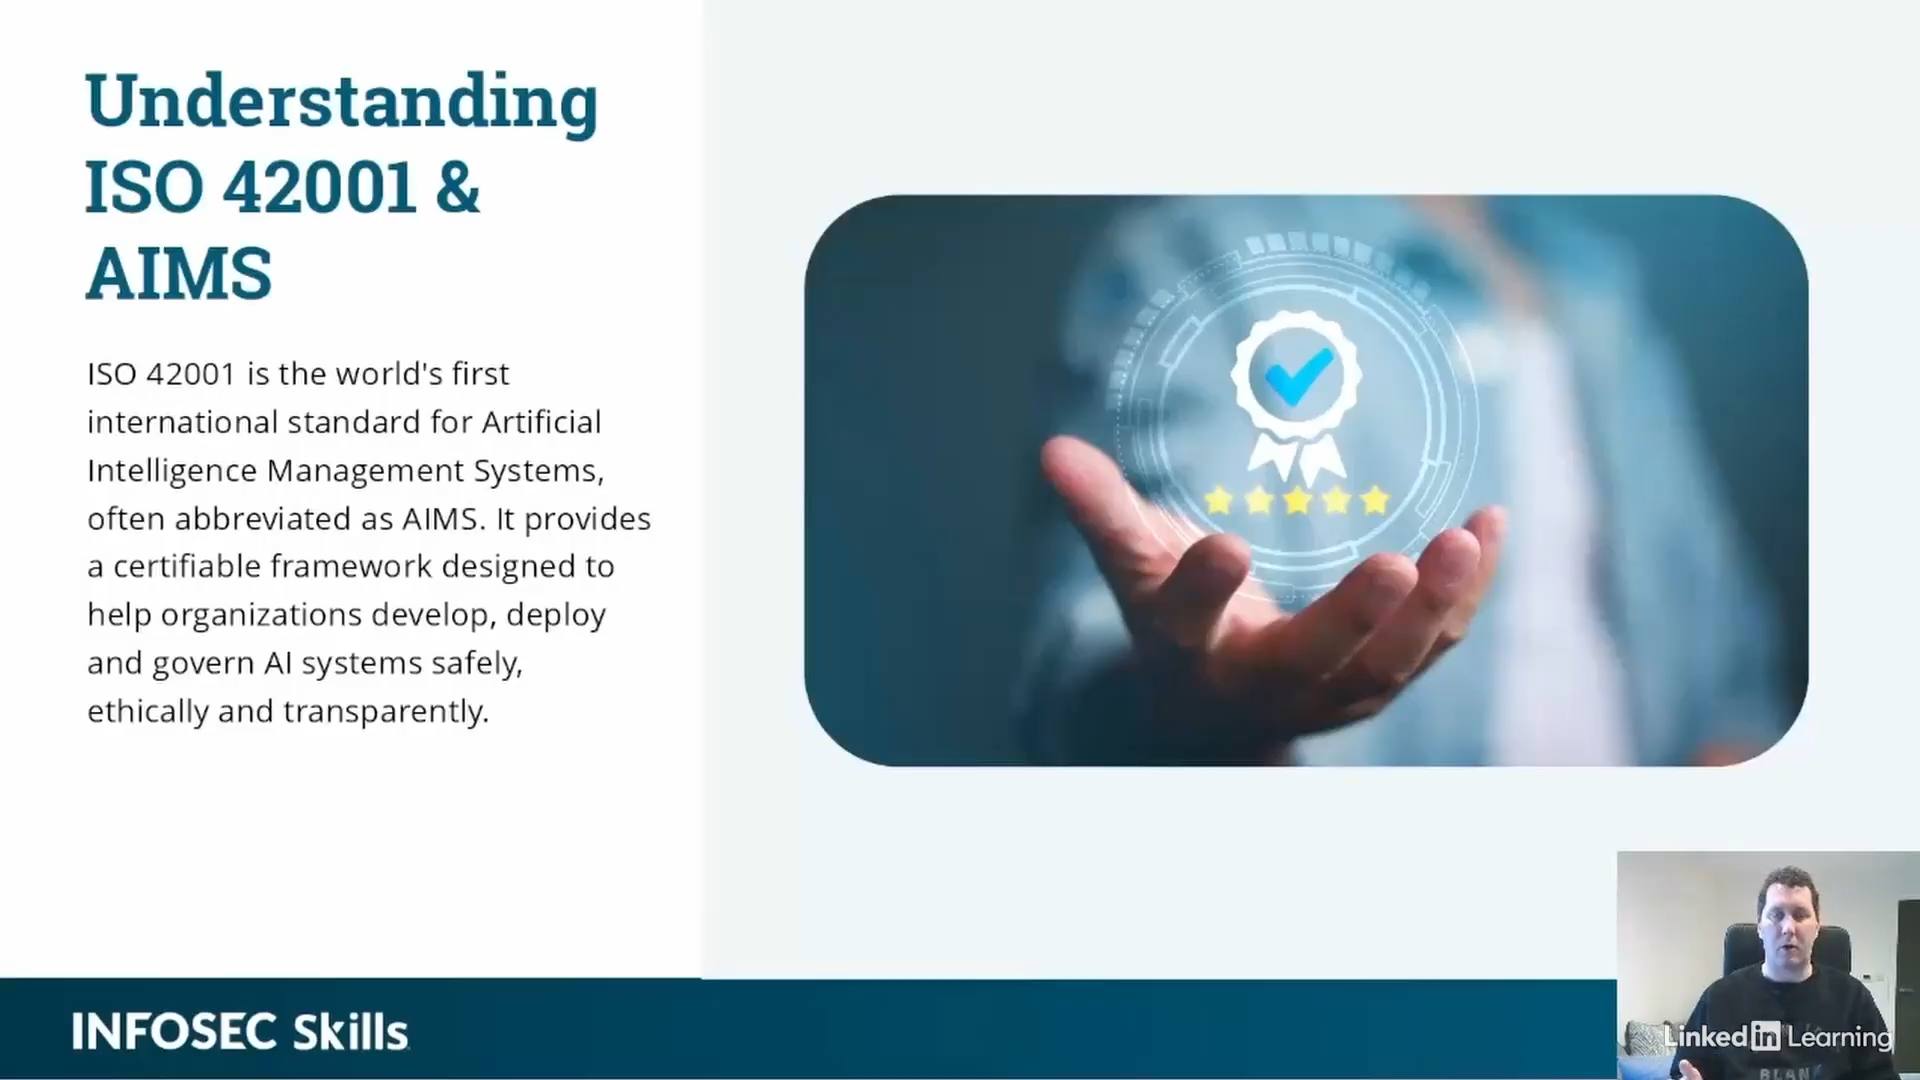 Understanding
ISO 42001 &
AIMS
ISO 42001 is the world's first
international standard for Artificial
Intelligence Management Systems,
often abbreviated as AIMS. It provides
a certifiable framework designed to
help organizations develop, deploy
and govern AI systems safely,
ethically and transparently.
INFOSEC Skills
LinkedIn Learning